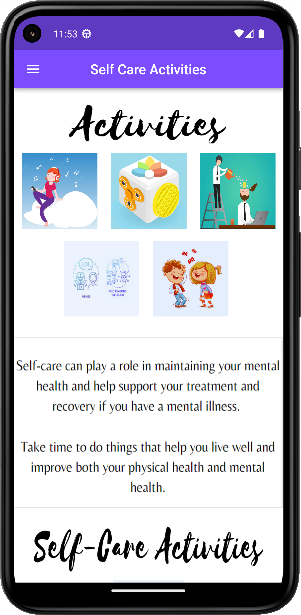 11:53
Self Care Activities
Activities
Self-care can play a role in maintaining your mental
health and help support your treatment and
recovery if you have a mental illness.
Take time to do things that help you live well and
improve both your physical health and mental
health.
Self-Care Activities